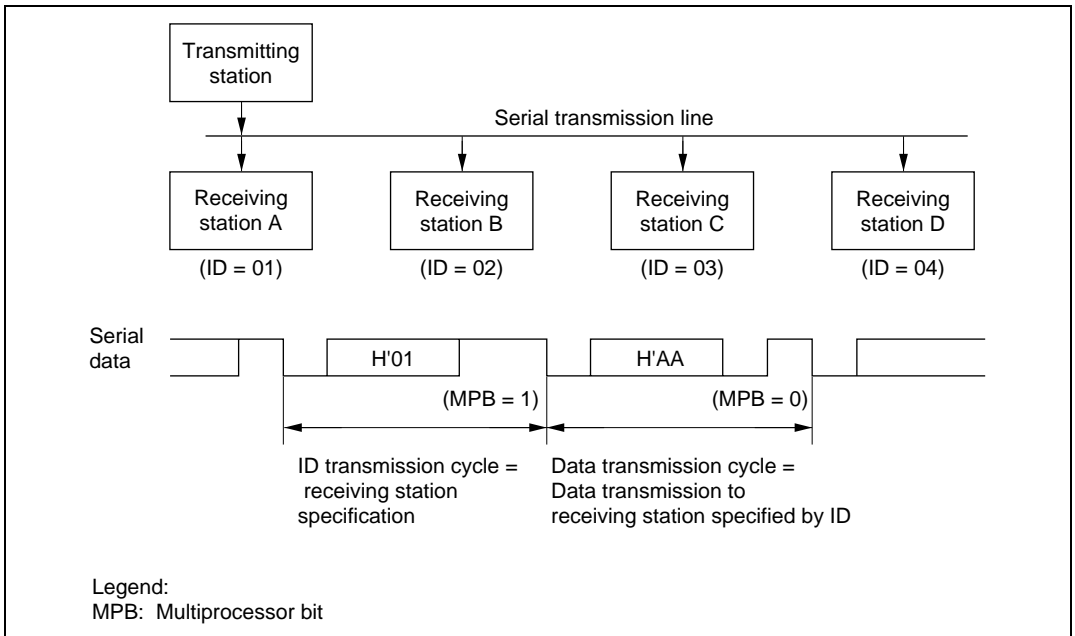 Transmitting
station
Serial transmission line
Receiving
station A
Receiving
station B
Receiving
station C
Receiving
station D
(ID = 01)
(ID = 02)
(ID = 03)
(ID = 04)
Serial
data
H'01
H'AA
(MPB = 1)
(MPB = 0)
ID transmission cycle =
receiving station
specification
Data transmission cycle =
Data transmission to
receiving station specified by ID
Legend:
MPB: Multiprocessor bit